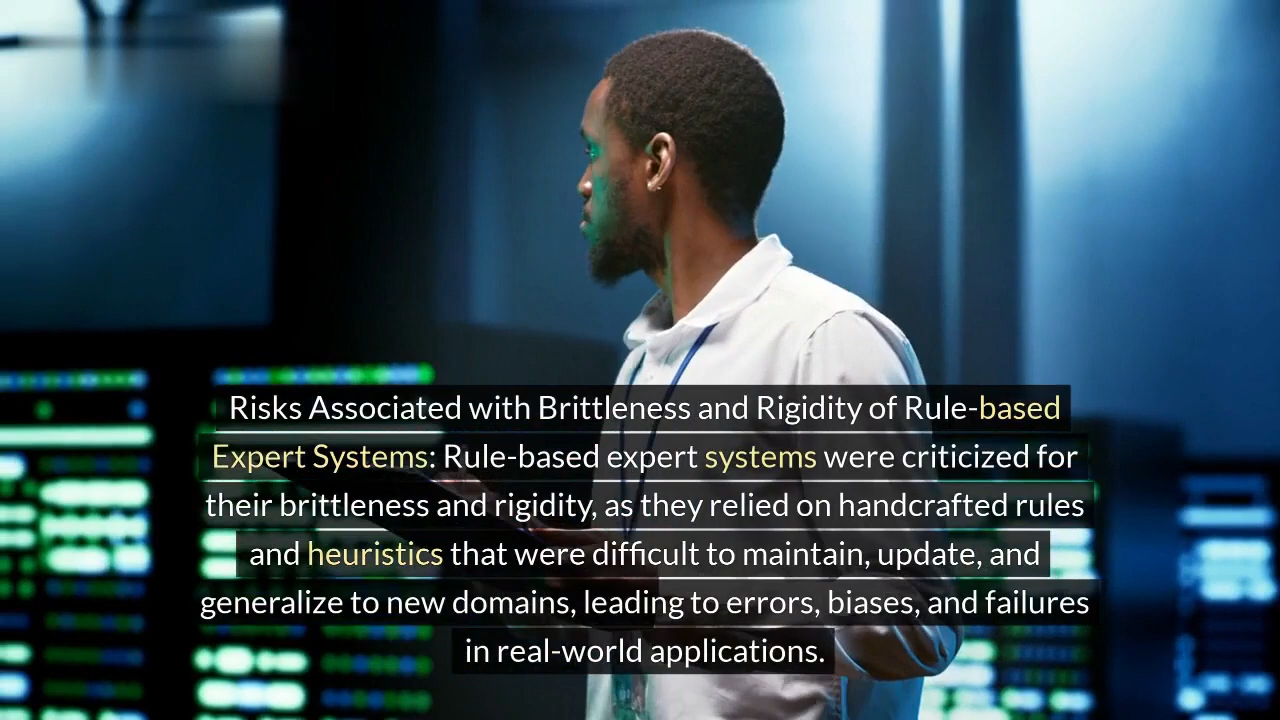 Risks Associated with Brittleness and Rigidity of Rule-based
Expert Systems: Rule-based expert systems were criticized for
their brittleness and rigidity, as they relied on handcrafted rules
and heuristics that were difficult to maintain, update, and
generalize to new domains, leading to errors, biases, and failures
in real-world applications.